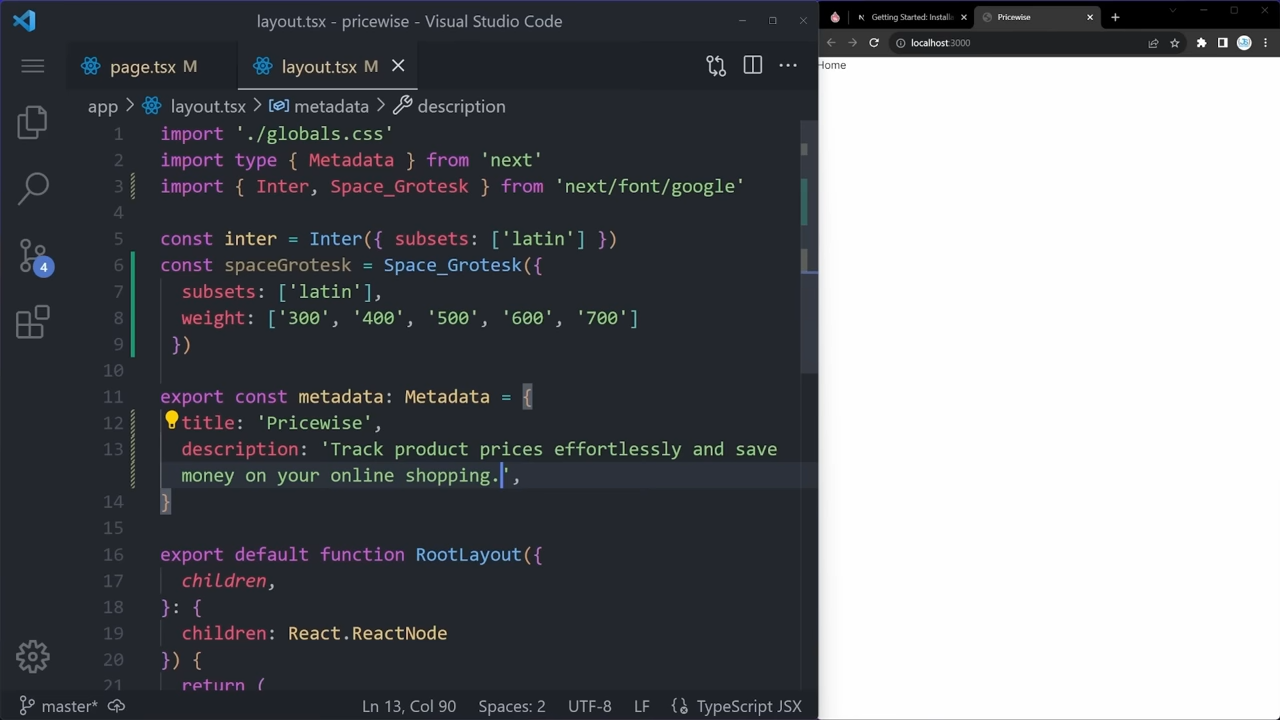 layout.tsx - pricewise - Visual Studio Code
page.tsx M
layout.tsx M
app > layout.tsx > metadata > description
1 import './globals.css'
2 import type { Metadata } from 'next'
3 import { Inter, Space_Grotesk } from 'next/font/google'
4
5 const inter = Inter({ subsets: ['latin'] })
6 const spaceGrotesk = Space_Grotesk({
7 subsets: ['latin'],
8 weight: ['300', '400', '500', '600', '700']
9 })
10
11 export const metadata: Metadata = {
12 title: 'Pricewise',
13 description: 'Track product prices effortlessly and save
money on your online shopping.',
14 }
15
16 export default function RootLayout({
17 children,
18 }: {
19 children: React.ReactNode
20 }) {
21 return (
4
master* Ln 13, Col 90 Spaces: 2 UTF-8 LF TypeScript JSX
Getting Started: Install
Pricewise
localhost:3000
Home